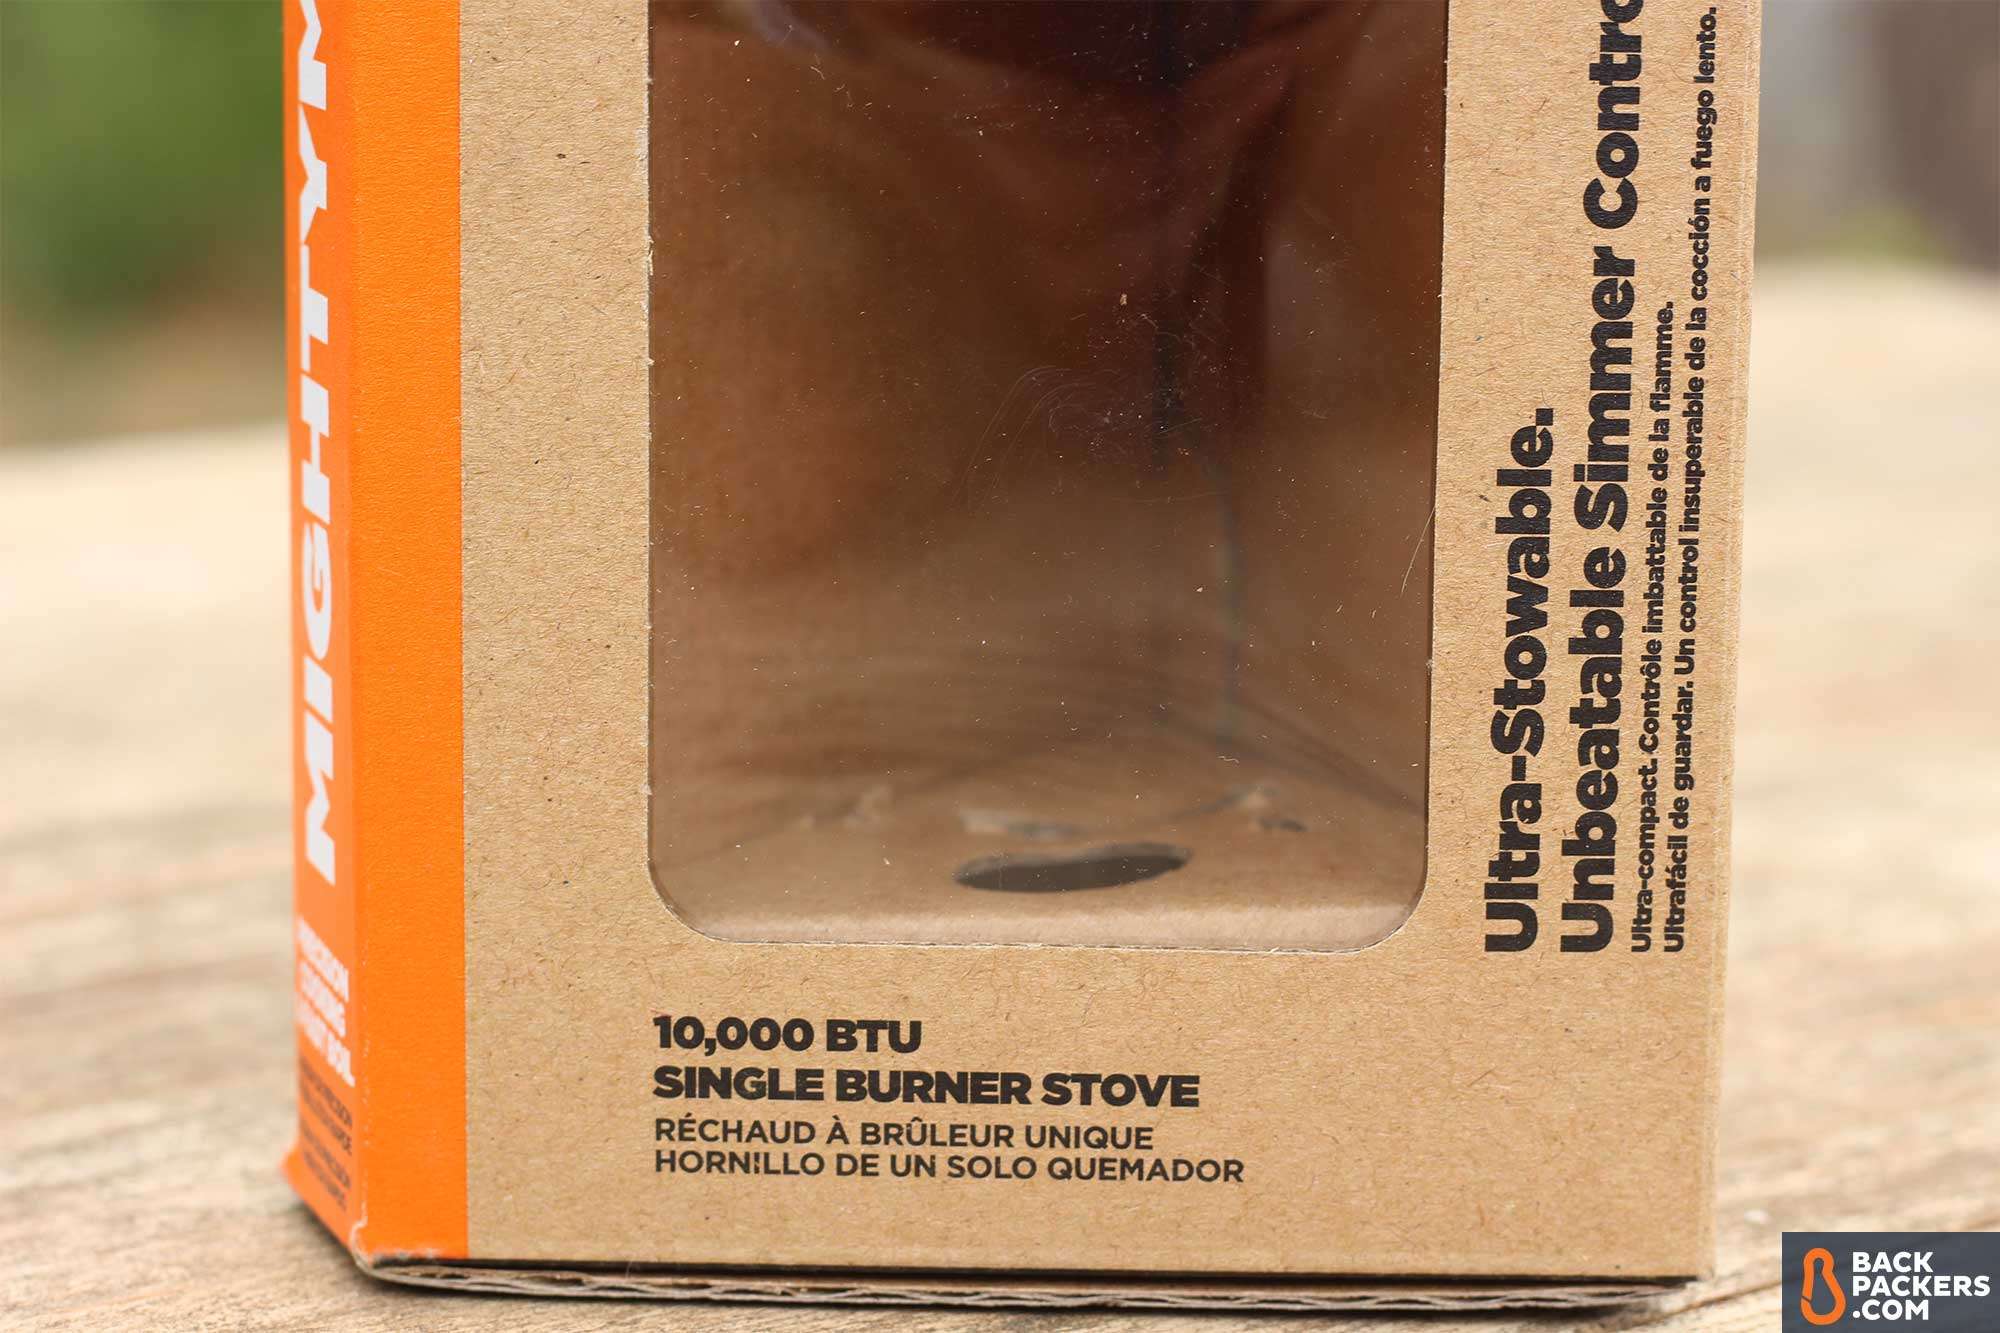 MIGHTYM
10,000 BTU
SINGLE BURNER STOVE
RÉCHAUD À BRÛLEUR UNIQUE
HORNILLO DE UN SOLO QUEMADOR
Ultra-Stowable.
Unbeatable Simmer Contro
Ultra-compact. Contrôle imbattable de la flamme.
Ultrafácil de guardar. Un control insuperable de la cocción a fuego lento.
BACK
PACKERS
.COM